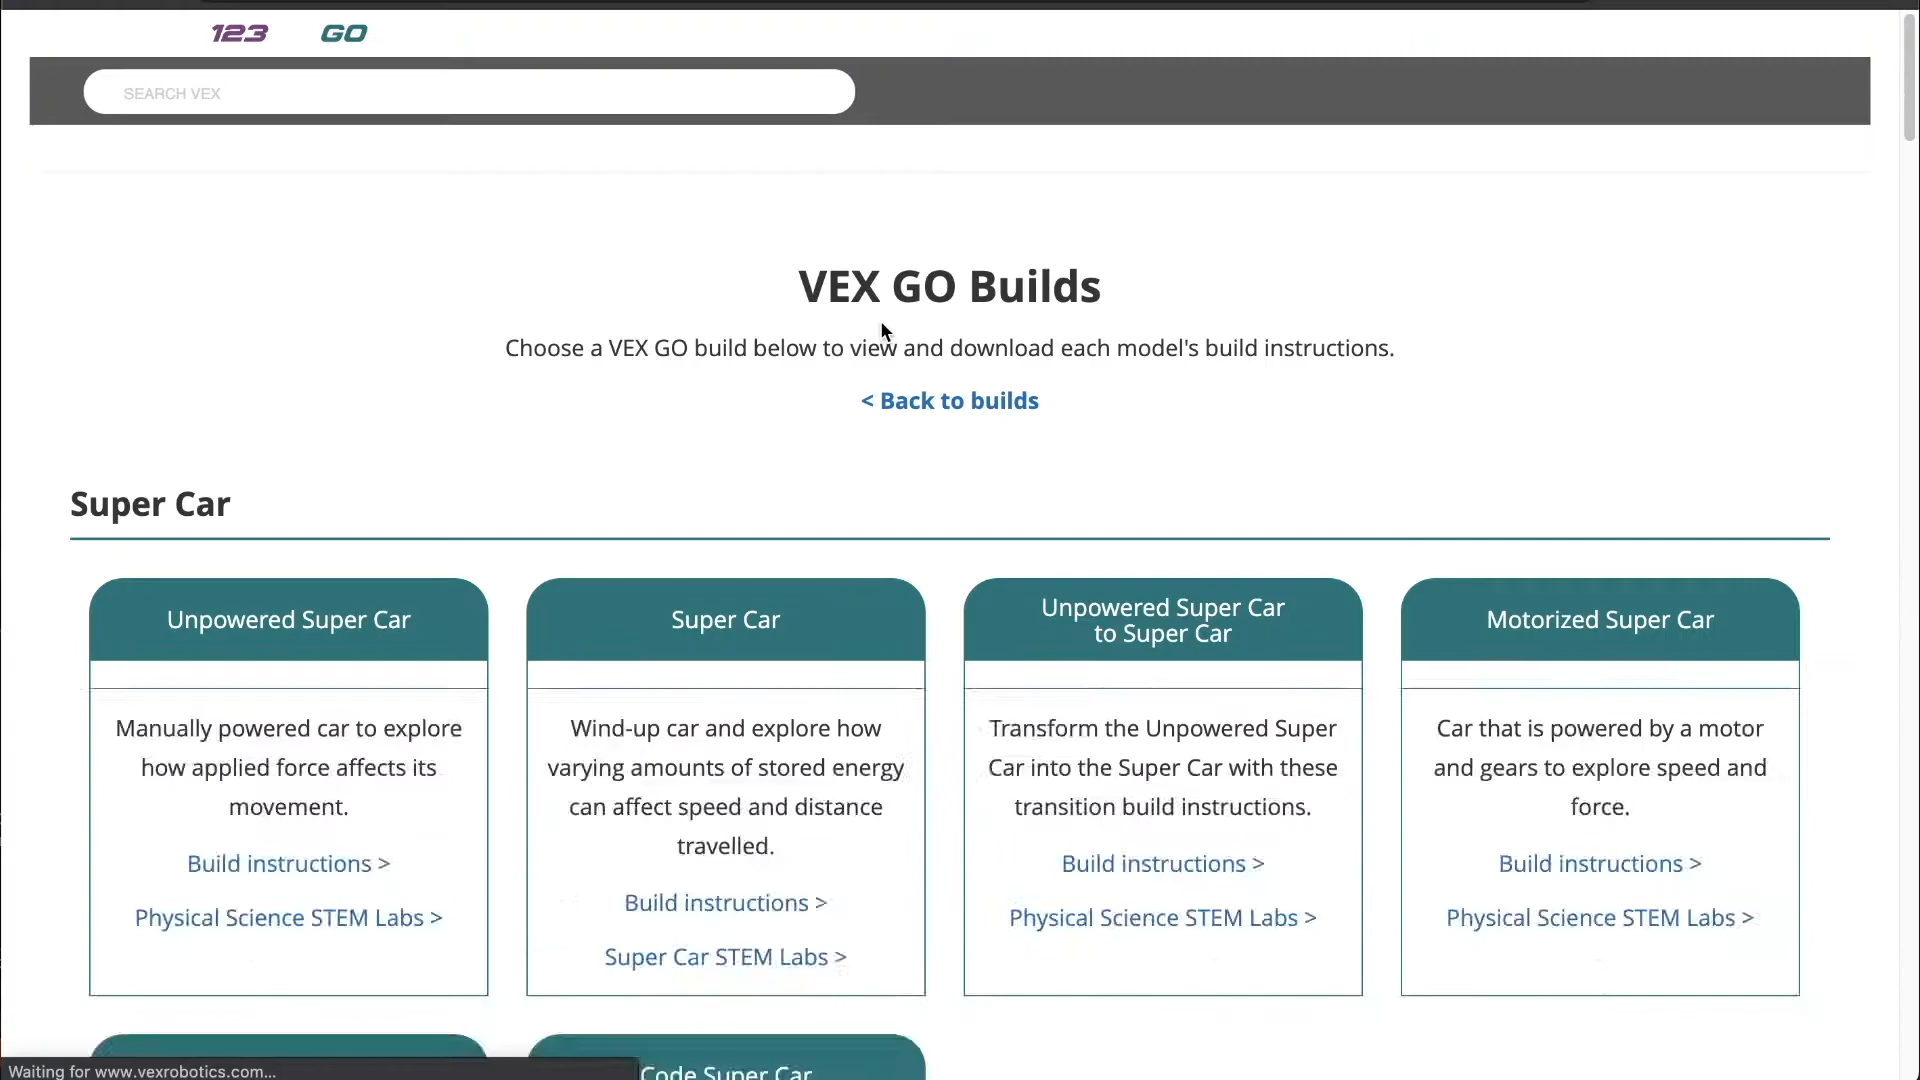 123 GO
SEARCH VEX
VEX GO Builds
Choose a VEX GO build below to view and download each model's build instructions.
< Back to builds
Super Car
Unpowered Super Car
Manually powered car to explore
how applied force affects its
movement.
Build instructions >
Physical Science STEM Labs >
Super Car
Wind-up car and explore how
varying amounts of stored energy
can affect speed and distance
travelled.
Build instructions >
Super Car STEM Labs >
Unpowered Super Car
to Super Car
Transform the Unpowered Super
Car into the Super Car with these
transition build instructions.
Build instructions >
Physical Science STEM Labs >
Motorized Super Car
Car that is powered by a motor
and gears to explore speed and
force.
Build instructions >
Physical Science STEM Labs >
Code Super Car
Waiting for www.vexrobotics.com...